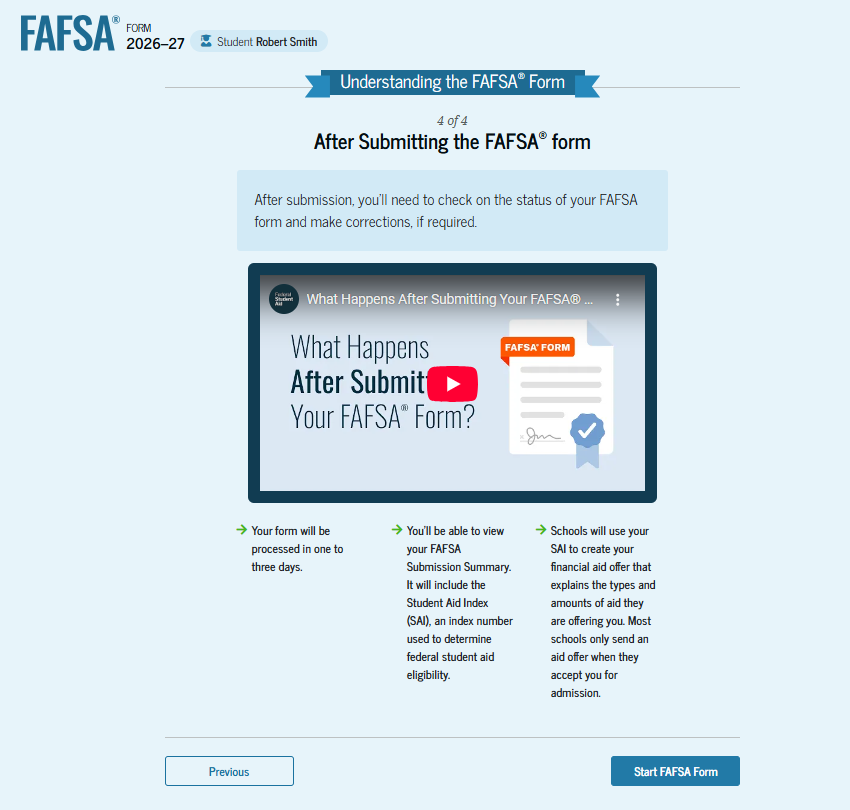 FAFSA®
FORM
2026–27
Student Robert Smith
Understanding the FAFSA® Form
4 of 4
After Submitting the FAFSA® form
After submission, you'll need to check on the status of your FAFSA
form and make corrections, if required.
Federal
Student
Aid
What Happens After Submitting Your FAFSA® ...
What Happens
After Submitt
Your FAFSA® Form?
FAFSA® FORM
Your form will be
processed in one to
three days.
You'll be able to view
your FAFSA
Submission Summary.
It will include the
Student Aid Index
(SAI), an index number
used to determine
federal student aid
eligibility.
Schools will use your
SAI to create your
financial aid offer that
explains the types and
amounts of aid they
are offering you. Most
schools only send an
aid offer when they
accept you for
admission.
Previous
Start FAFSA Form